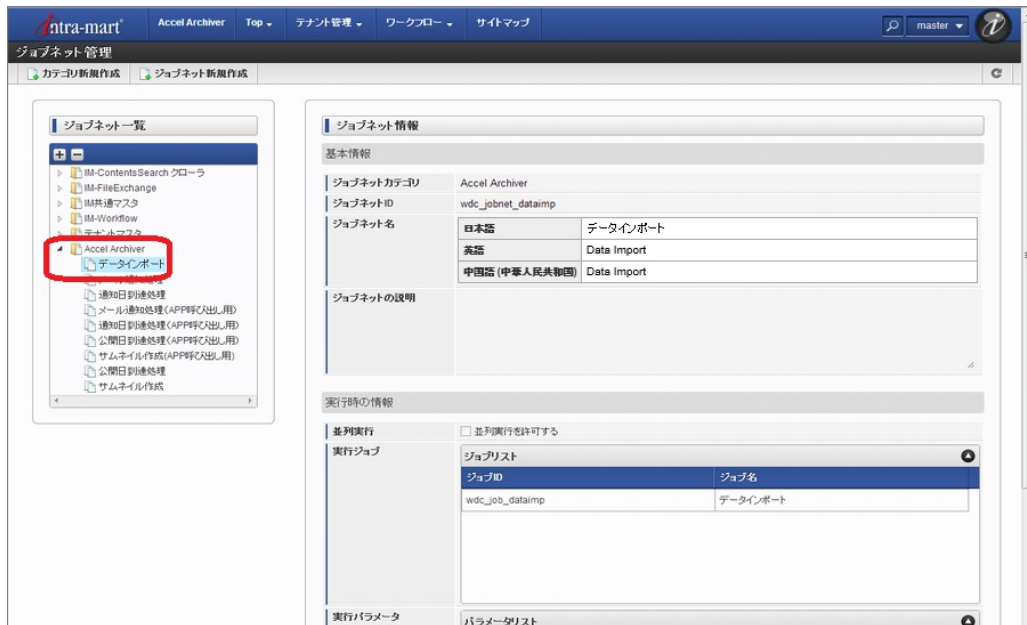 intra-mart
Accel Archiver Top テナント管理 ワークフロー サイトマップ
master
ジョブネット管理
カテゴリ新規作成 ジョブネット新規作成
ジョブネット一覧
IM-ContentsSearch クローラ
IM-FileExchange
IM共通マスタ
IM-Workflow
テナントマスタ
Accel Archiver
データインポート
メール通知処理
通知日到達処理
メール通知処理(APP呼び出し用)
通知日到達処理(APP呼び出し用)
公開日到達処理(APP呼び出し用)
サムネイル作成(APP呼び出し用)
公開日到達処理
サムネイル作成
ジョブネット情報
基本情報
ジョブネットカテゴリ Accel Archiver
ジョブネットID wdc_jobnet_dataimp
ジョブネット名
日本語 データインポート
英語 Data Import
中国語 (中華人民共和国) Data Import
ジョブネットの説明
実行時の情報
並列実行 並列実行を許可する
実行ジョブ
ジョブリスト
ジョブID ジョブ名
wdc_job_dataimp データインポート
実行パラメータ
パラメータリスト